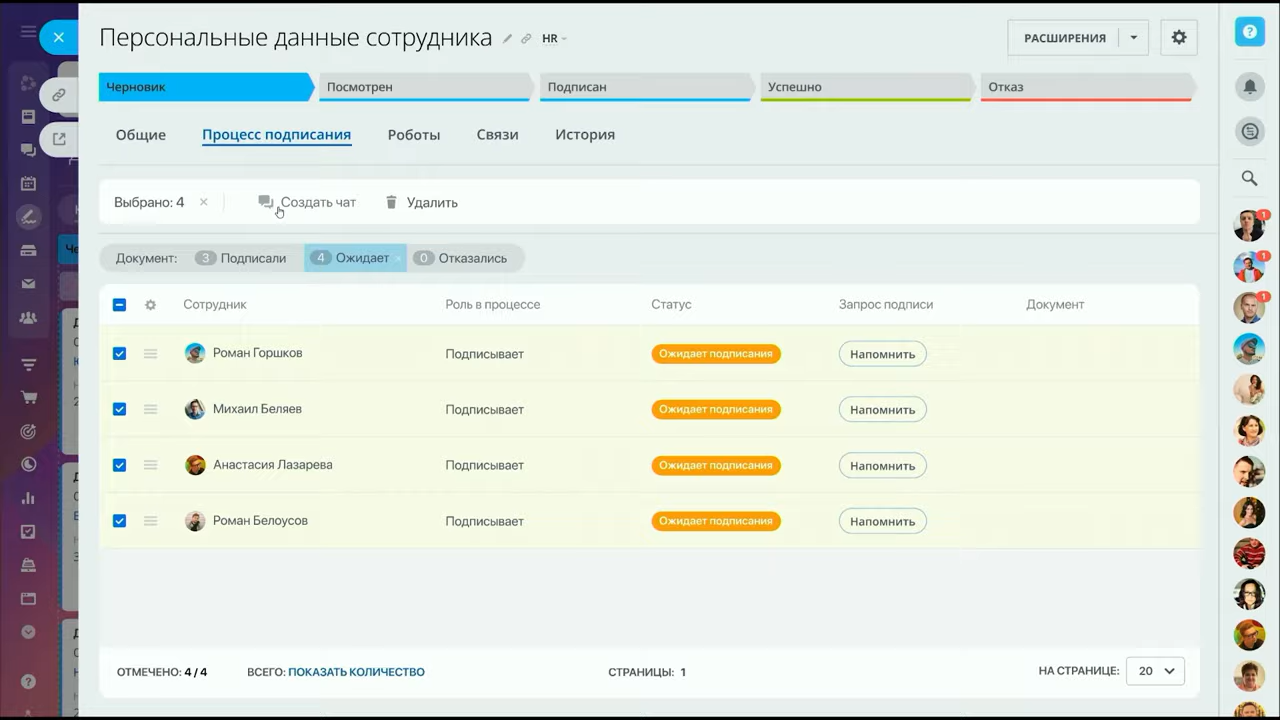 Персональные данные сотрудника HR
РАСШИРЕНИЯ
Черновик Посмотрен Подписан Успешно Отказ
Общие Процесс подписания Роботы Связи История
Выбрано: 4 × Создать чат Удалить
Документ: 3 Подписали 4 Ожидает × 0 Отказались
Сотрудник Роль в процессе Статус Запрос подписи Документ
Роман Горшков Подписывает Ожидает подписания Напомнить
Михаил Беляев Подписывает Ожидает подписания Напомнить
Анастасия Лазарева Подписывает Ожидает подписания Напомнить
Роман Белоусов Подписывает Ожидает подписания Напомнить
ОТМЕЧЕНО: 4 / 4 ВСЕГО: ПОКАЗАТЬ КОЛИЧЕСТВО СТРАНИЦЫ: 1 НА СТРАНИЦЕ: 20
1
1
1